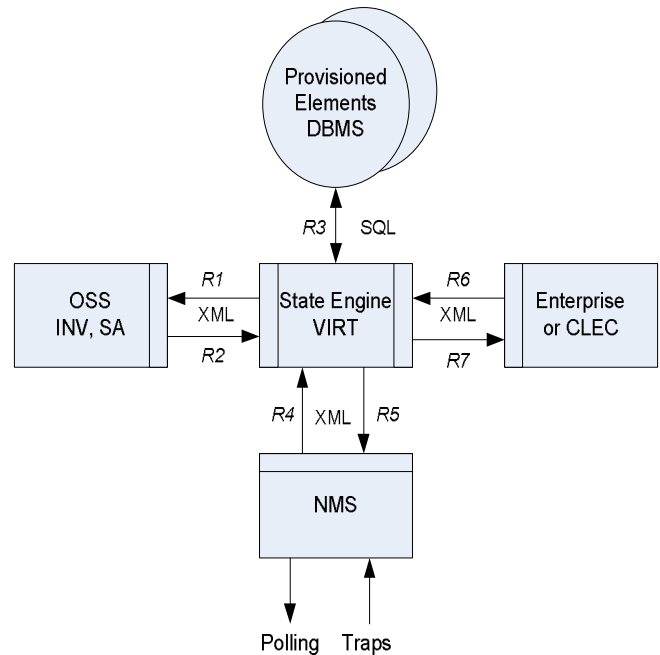 Provisioned
Elements
DBMS
R3 SQL
R1
XML
R2
OSS
INV, SA
State Engine
VIRT
R6
XML
R7
Enterprise
or CLEC
R4 XML R5
NMS
Polling Traps